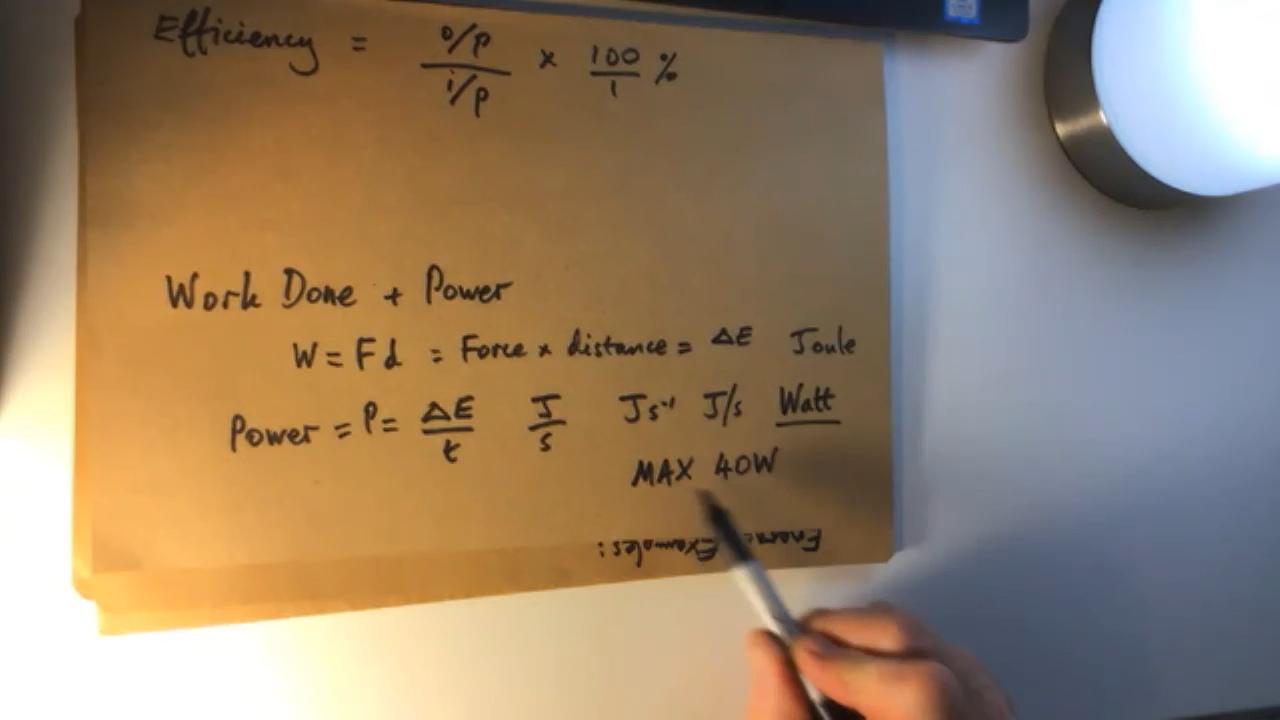 Efficiency = o/p / i/p × 100/1 %
Work Done + Power
W = Fd = Force × distance = ΔE Joule
Power = P = ΔE/t J/s Js⁻¹ J/s Watt
MAX 40W
Examples: